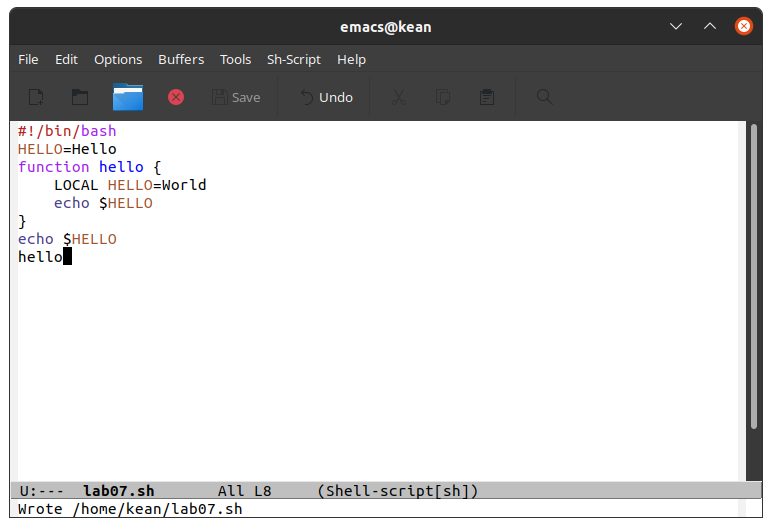 emacs@kean
File Edit Options Buffers Tools Sh-Script Help
Save Undo
#!/bin/bash
HELLO=Hello
function hello {
    LOCAL HELLO=World
    echo $HELLO
}
echo $HELLO
hello
U:---  lab07.sh       All L8     (Shell-script[sh])
Wrote /home/kean/lab07.sh